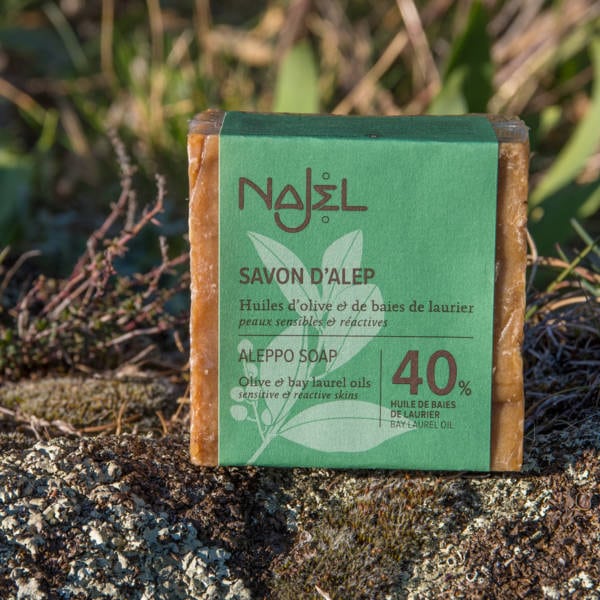 NAJEL
SAVON D'ALEP
Huiles d'olive & de baies de laurier
peaux sensibles & réactives
ALEPPO SOAP
Olive & bay laurel oils
sensitive & reactive skins
40%
HUILE DE BAIES
DE LAURIER
BAY LAUREL OIL